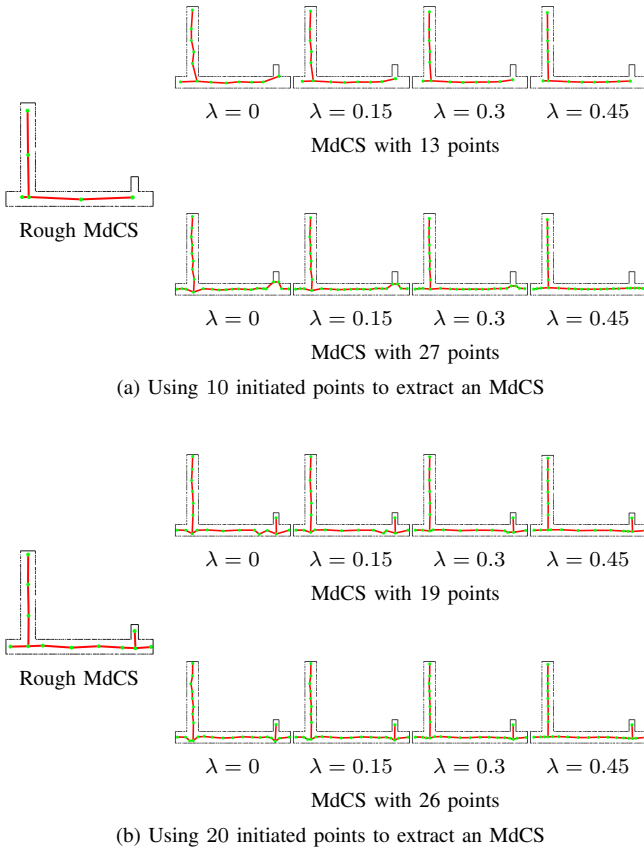 λ = 0 λ = 0.15 λ = 0.3 λ = 0.45
MdCS with 13 points
Rough MdCS
λ = 0 λ = 0.15 λ = 0.3 λ = 0.45
MdCS with 27 points
(a) Using 10 initiated points to extract an MdCS
λ = 0 λ = 0.15 λ = 0.3 λ = 0.45
MdCS with 19 points
Rough MdCS
λ = 0 λ = 0.15 λ = 0.3 λ = 0.45
MdCS with 26 points
(b) Using 20 initiated points to extract an MdCS